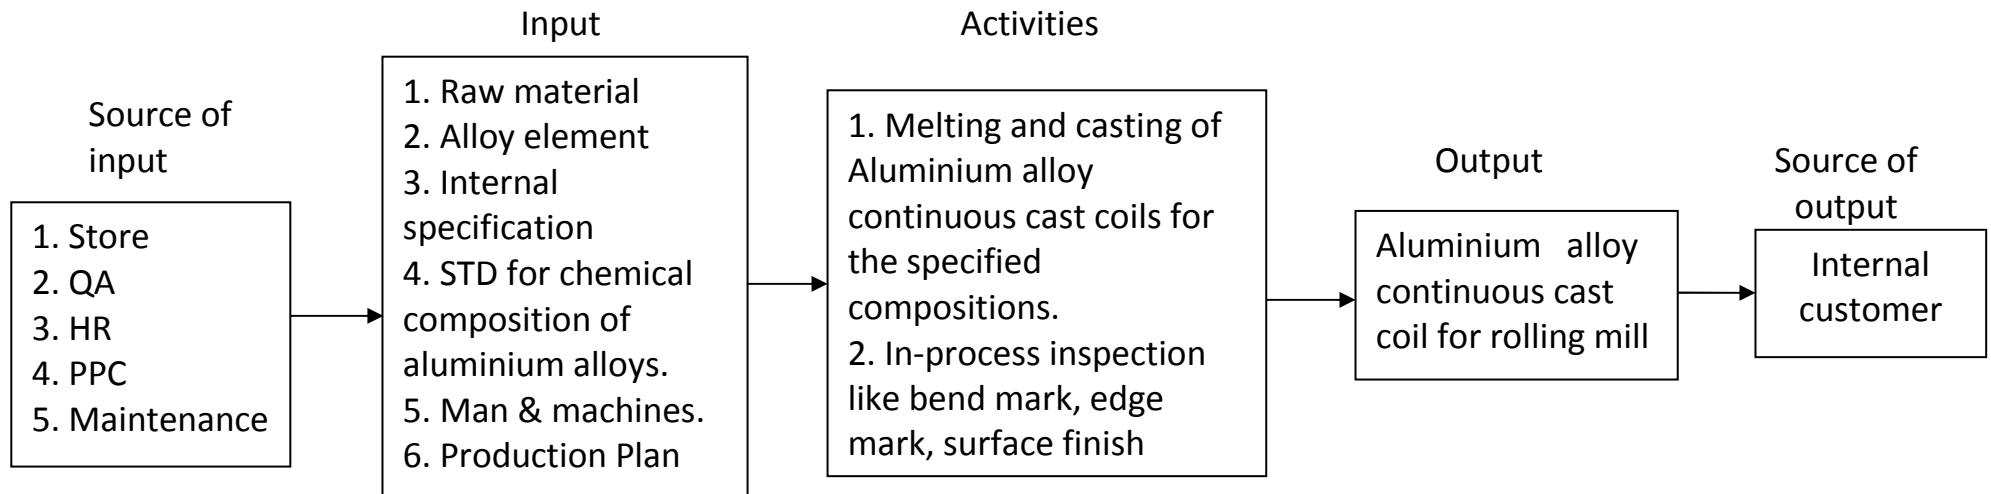 Source of
input
1. Store
2. QA
3. HR
4. PPC
5. Maintenance
Input
1. Raw material
2. Alloy element
3. Internal
specification
4. STD for chemical
composition of
aluminium alloys.
5. Man & machines.
6. Production Plan
Activities
1. Melting and casting of
Aluminium alloy
continuous cast coils for
the specified
compositions.
2. In-process inspection
like bend mark, edge
mark, surface finish
Output
Aluminium alloy
continuous cast
coil for rolling mill
Source of
output
Internal
customer